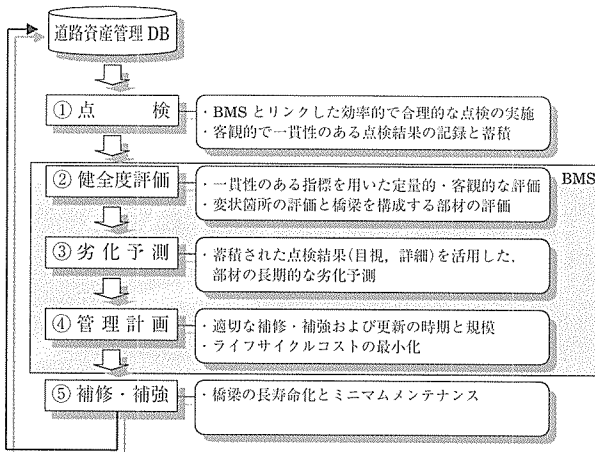 道路資産管理 DB
① 点 検
・BMS とリンクした効率的で合理的な点検の実施
・客観的で一貫性のある点検結果の記録と蓄積
BMS
② 健全度評価
・一貫性のある指標を用いた定量的・客観的な評価
・変状箇所の評価と橋梁を構成する部材の評価
③ 劣 化 予 測
・蓄積された点検結果(目視，詳細)を活用した，
部材の長期的な劣化予測
④ 管 理 計 画
・適切な補修・補強および更新の時期と規模
・ライフサイクルコストの最小化
⑤ 補修・補強
・橋梁の長寿命化とミニマムメンテナンス